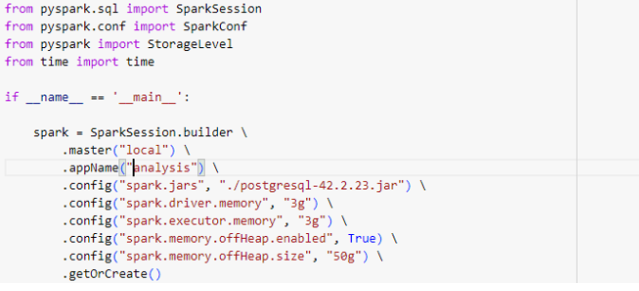 from pyspark.sql import SparkSession
from pyspark.conf import SparkConf
from pyspark import StorageLevel
from time import time
if __name__ == '__main__':
spark = SparkSession.builder \
.master("local") \
.appName("analysis") \
.config("spark.jars", "./postgresql-42.2.23.jar") \
.config("spark.driver.memory", "3g") \
.config("spark.executor.memory", "3g") \
.config("spark.memory.offHeap.enabled", True) \
.config("spark.memory.offHeap.size", "50g") \
.getOrCreate()